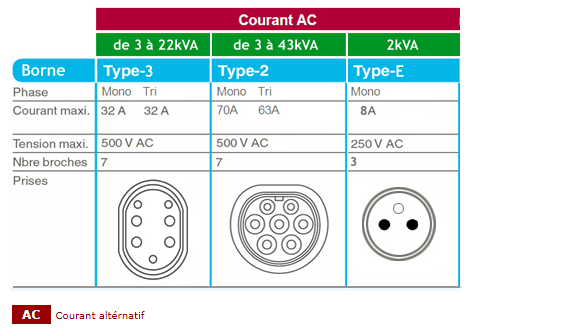 Courant AC
de 3 à 22kVA de 3 à 43kVA 2kVA
Borne Type-3 Type-2 Type-E
Phase Mono Tri Mono Tri Mono
Courant maxi. 32 A 32 A 70A 63A 8A
Tension maxi. 500 V AC 500 V AC 250 V AC
Nbre broches 7 7 3
Prises
AC Courant altérnatif